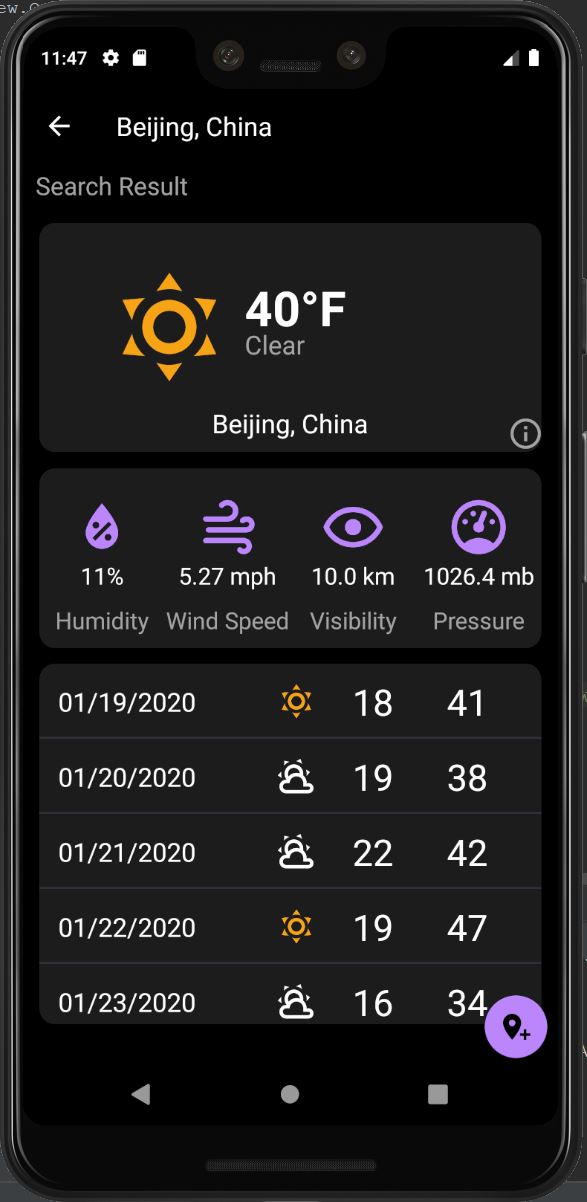 11:47
Beijing, China
Search Result
40°F
Clear
Beijing, China
11% 5.27 mph 10.0 km 1026.4 mb
Humidity Wind Speed Visibility Pressure
01/19/2020 18 41
01/20/2020 19 38
01/21/2020 22 42
01/22/2020 19 47
01/23/2020 16 34